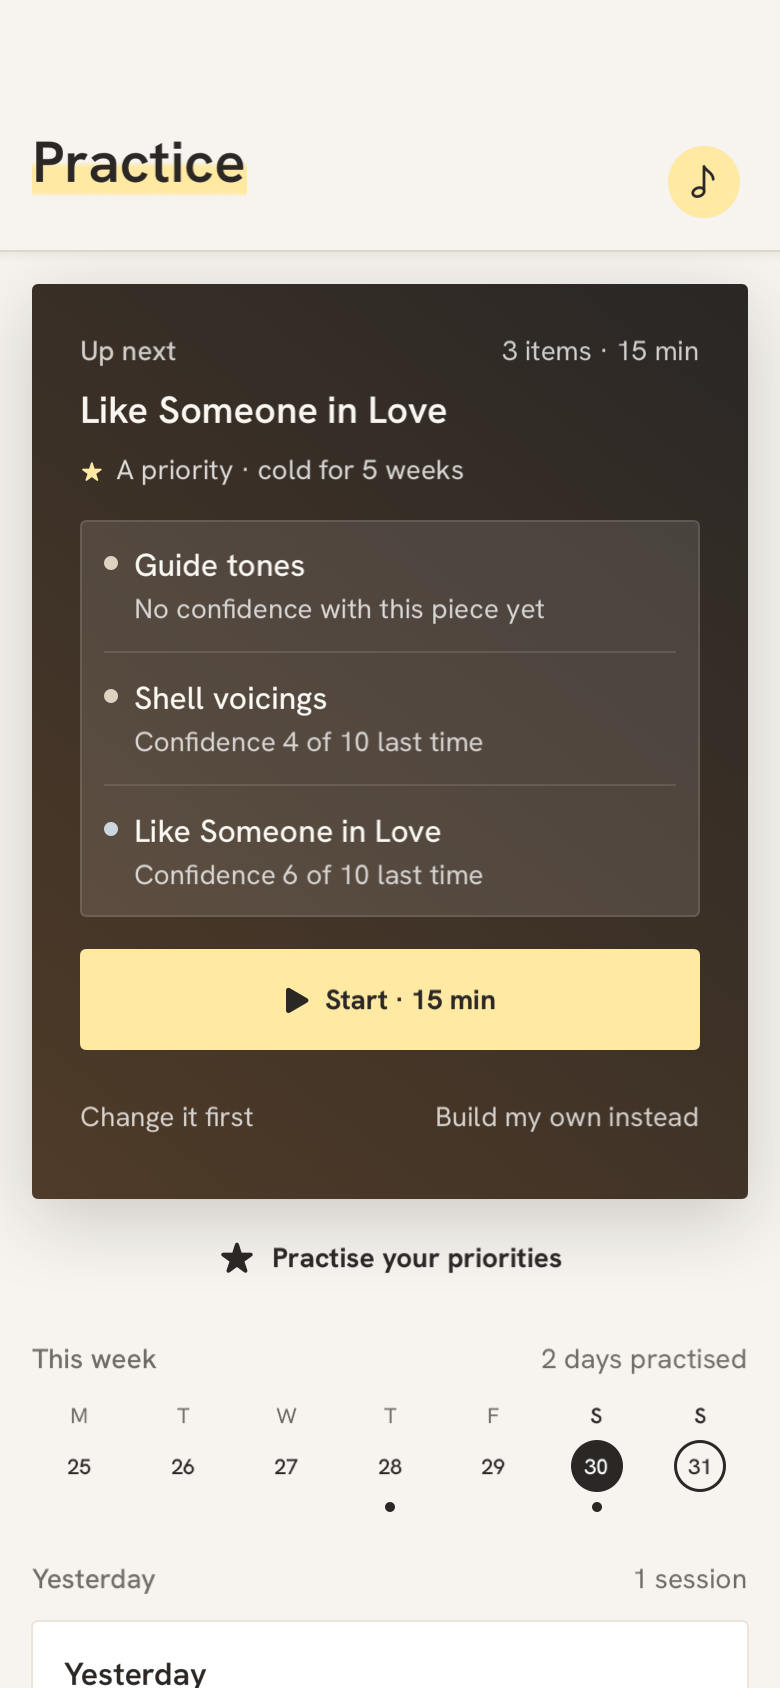 Practice
Up next
3 items · 15 min
Like Someone in Love
A priority · cold for 5 weeks
Guide tones
No confidence with this piece yet
Shell voicings
Confidence 4 of 10 last time
Like Someone in Love
Confidence 6 of 10 last time
Start · 15 min
Change it first
Build my own instead
Practise your priorities
This week
2 days practised
M T W T F S S
25 26 27 28 29 30 31
Yesterday
1 session
Yesterday